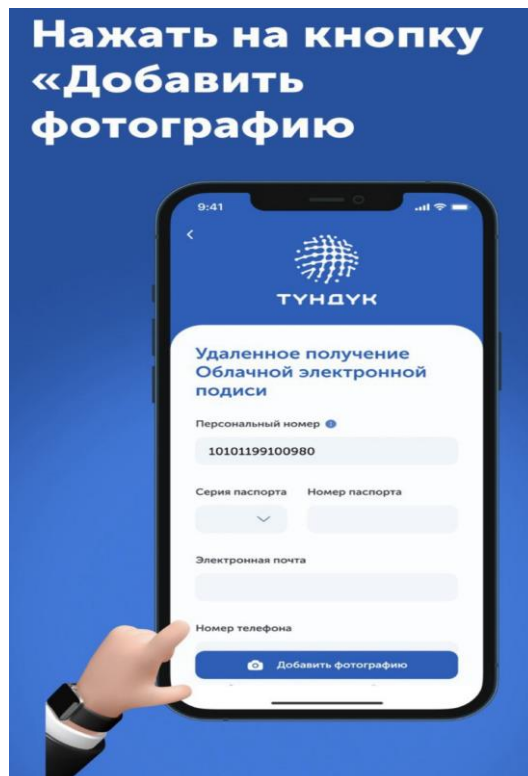 Нажать на кнопку
«Добавить
фотографию
9:41
ТҮНДҮК
Удаленное получение
Облачной электронной
подиси
Персональный номер
10101199100980
Серия паспорта Номер паспорта
Электронная почта
Номер телефона
Добавить фотографию